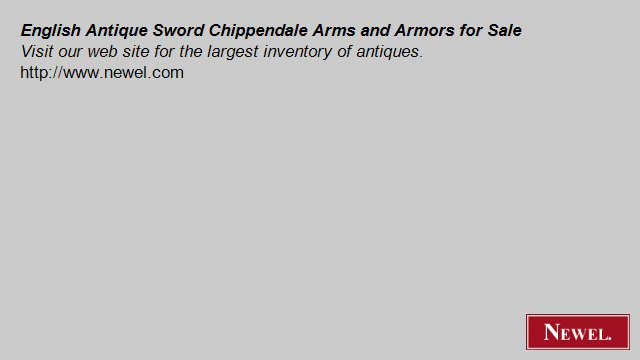 English Antique Sword Chippendale Arms and Armors for Sale
Visit our web site for the largest inventory of antiques.
http://www.newel.com
NEWEL.